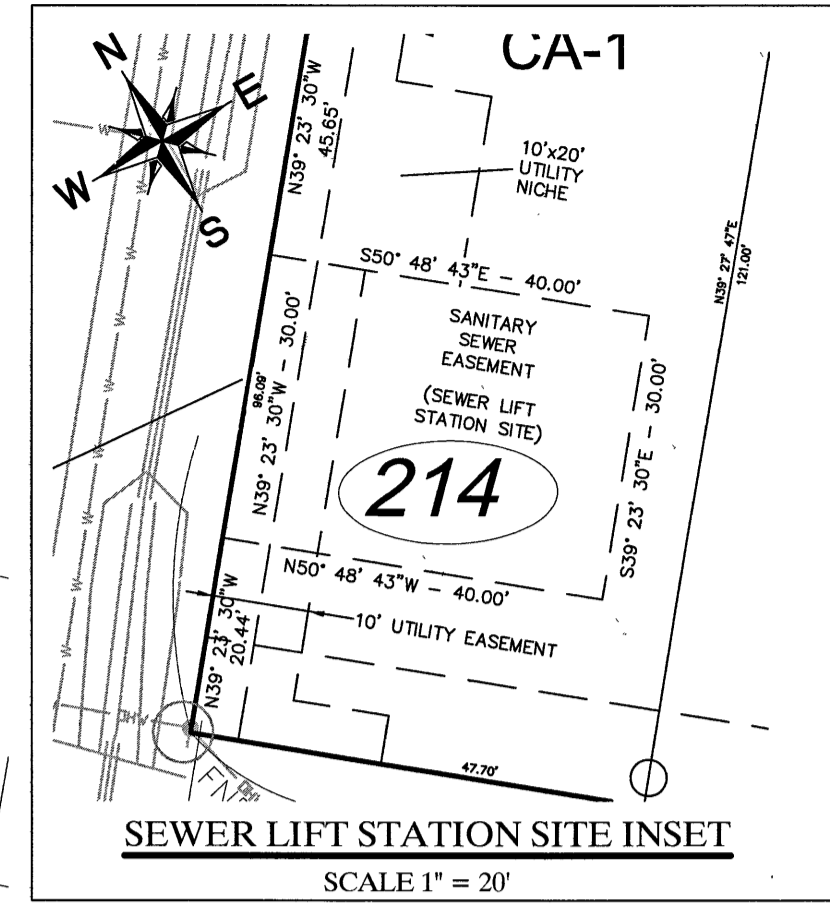 CA-1
N
E
W
S
N39° 23' 30"W
45.65'
10'x20'
UTILITY
NICHE
N39° 27' 47"E
121.00'
S50° 48' 43"E - 40.00'
SANITARY
SEWER
EASEMENT
(SEWER LIFT
STATION SITE)
214
96.09'
N39° 23' 30"W - 30.00'
S39° 23' 30"E - 30.00'
N50° 48' 43"W - 40.00'
10' UTILITY EASEMENT
N39° 23' 30"W
20.44'
47.70'
W
W
W
W
W
W
W
W
OHW
SEWER LIFT STATION SITE INSET
SCALE 1" = 20'